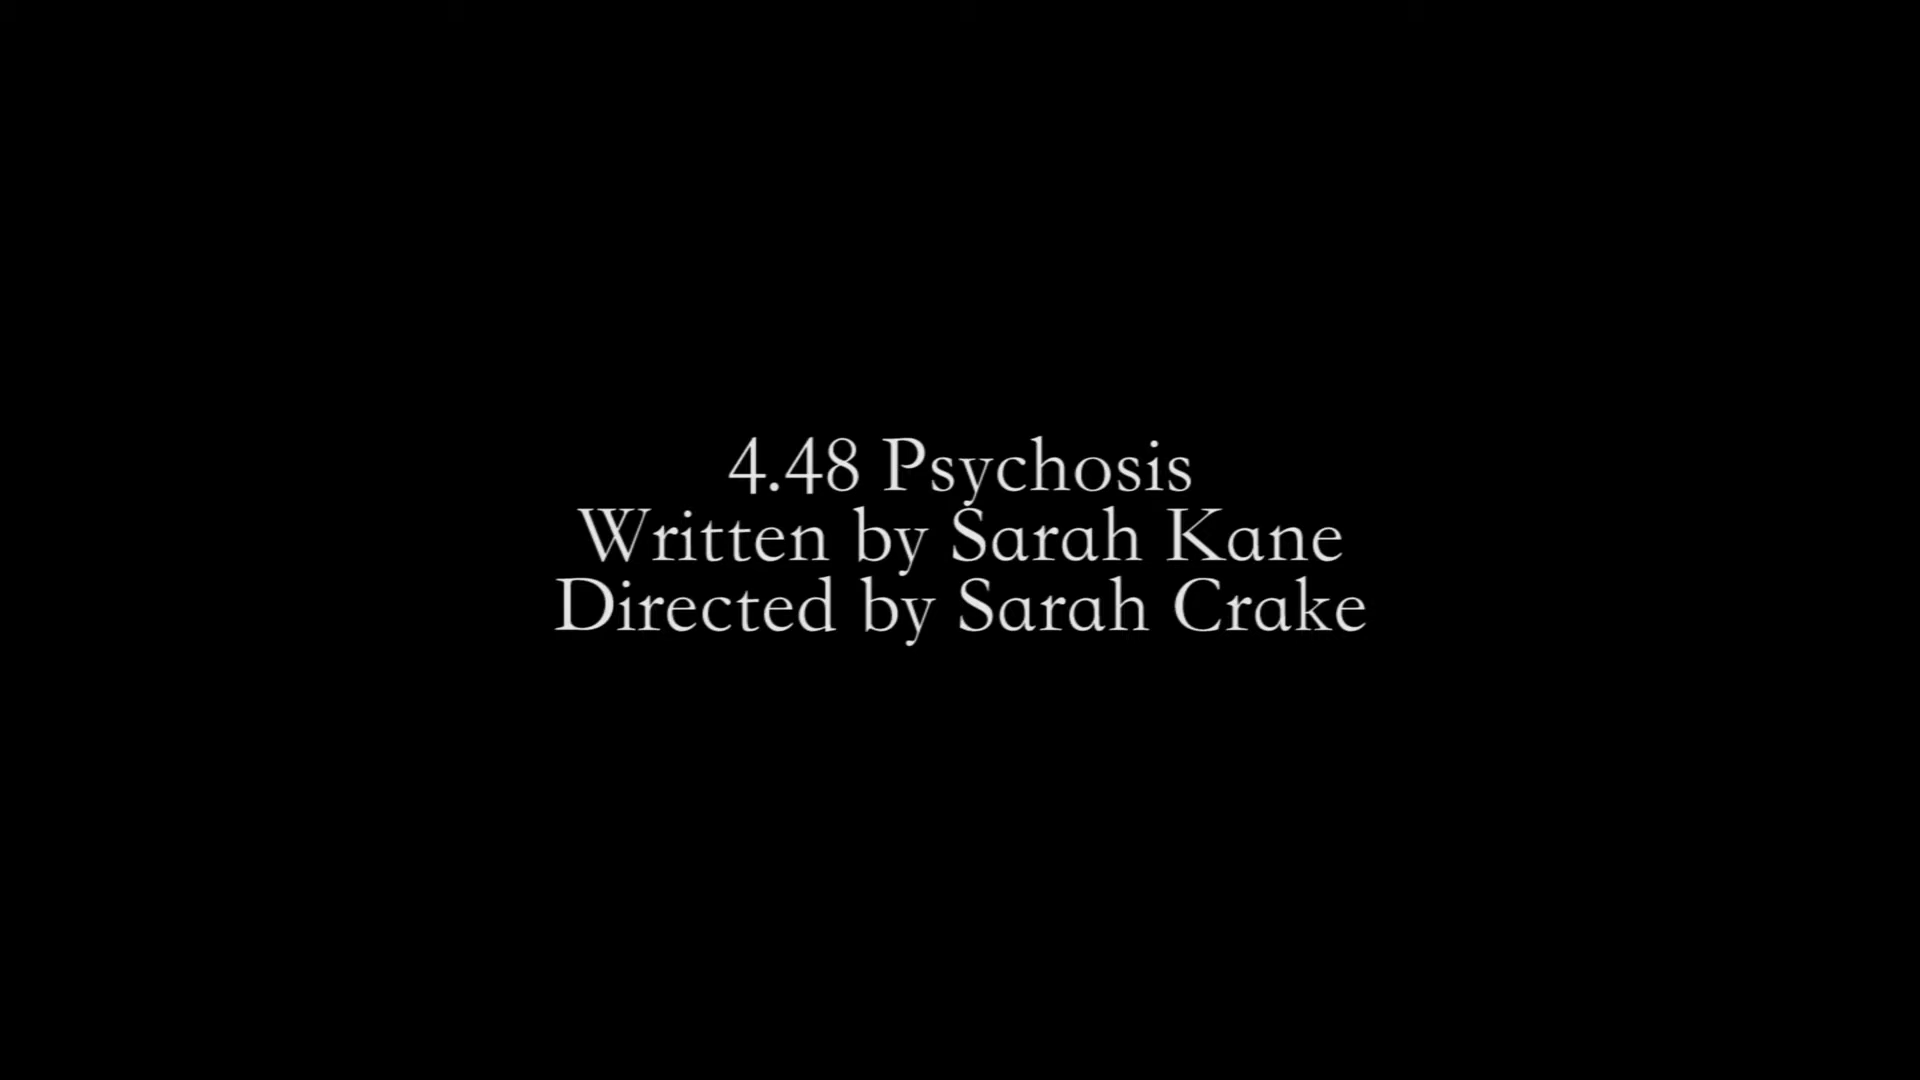 4.48 Psychosis
Written by Sarah Kane
Directed by Sarah Crake